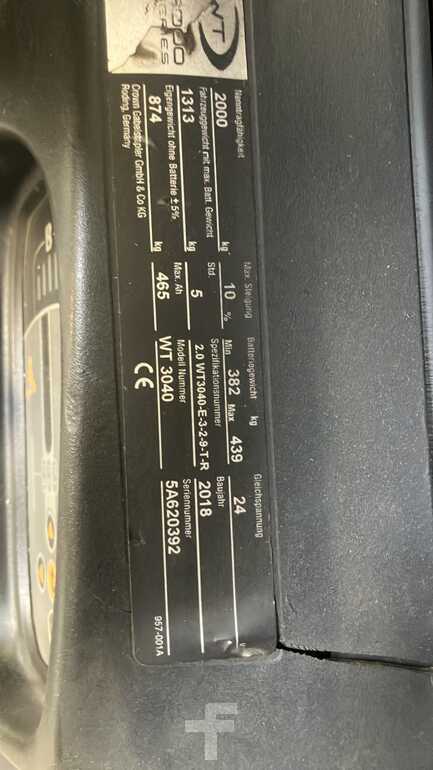 WT
3000
SERIES
Nenntragfähigkeit
2000 kg
Fahrzeuggewicht mit max. Batt. Gewicht
1313 kg
Eigengewicht ohne Batterie ±5%
874 kg
Crown Gabelstapler GmbH & Co KG
Roding, Germany
Max. Steigung
10 %
Std.
5
Max. Ah
465
Batteriegewicht kg
Min 382 Max 439
Spezifikationsnummer
2.0 WT3040-E-3-2-9-T-R
Modell Nummer
WT 3040
CE
Gleichspannung
24 V
Baujahr
2018
Seriennummer
5A620392
957-001A